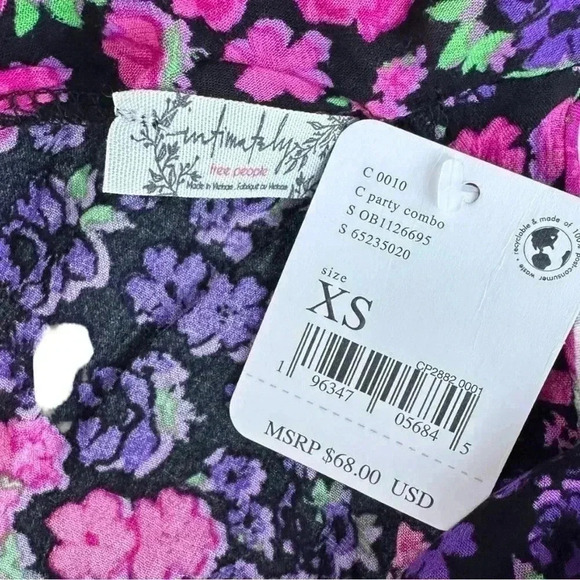 intimately
free people
Made in Vietnam . Fabriqué au Vietnam
C 0010
C party combo
S OB1126695
S 65235020
size
XS
CP2882.0001
1 96347 05684 5
MSRP $68.00 USD
recyclable & made of 100% post-consumer waste